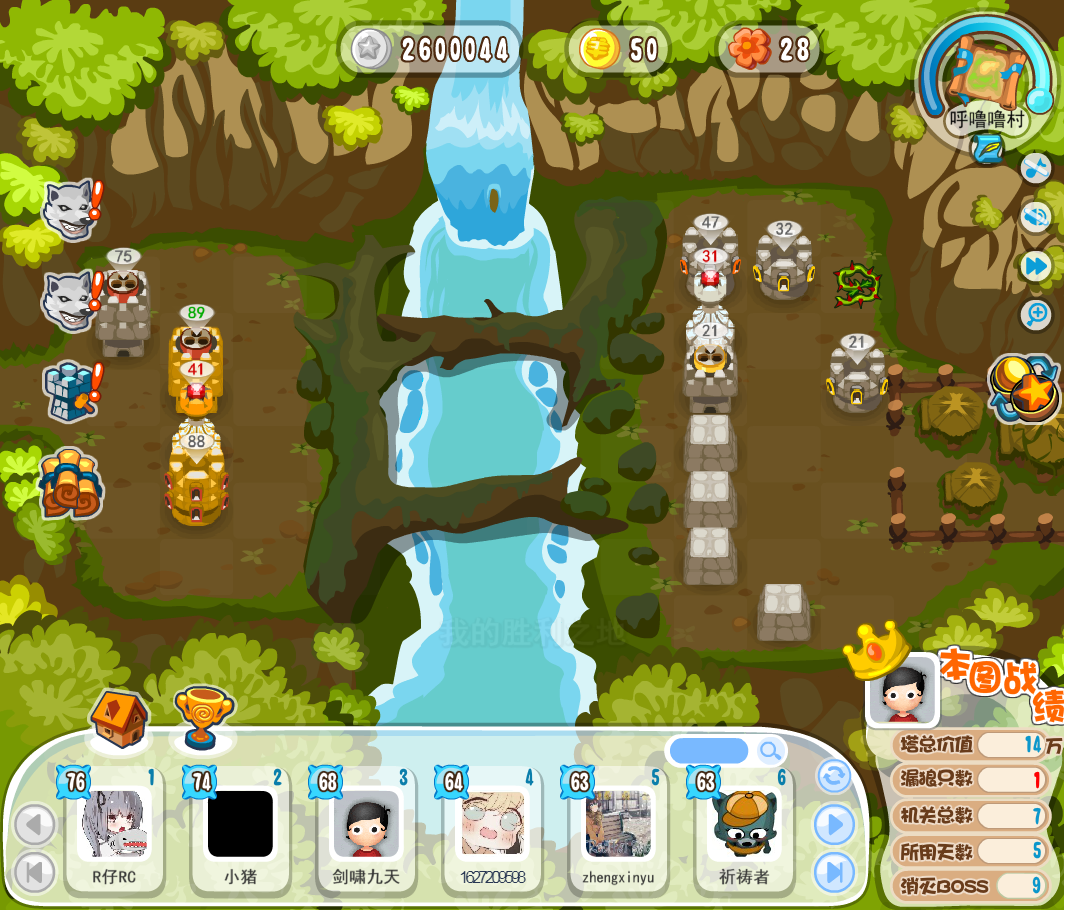 2600044 50 28
呼噜噜村
75
89
41
88
47
31
32
21
21
我的胜利之地
本图战绩
塔总价值 14万
漏狼只数 1
机关总数 7
所用天数 5
消灭BOSS 9
76 1 74 2 68 3 64 4 63 5 63 6
R仔RC 小猪 剑啸九天 1627209598 zhengxinyu 祈祷者